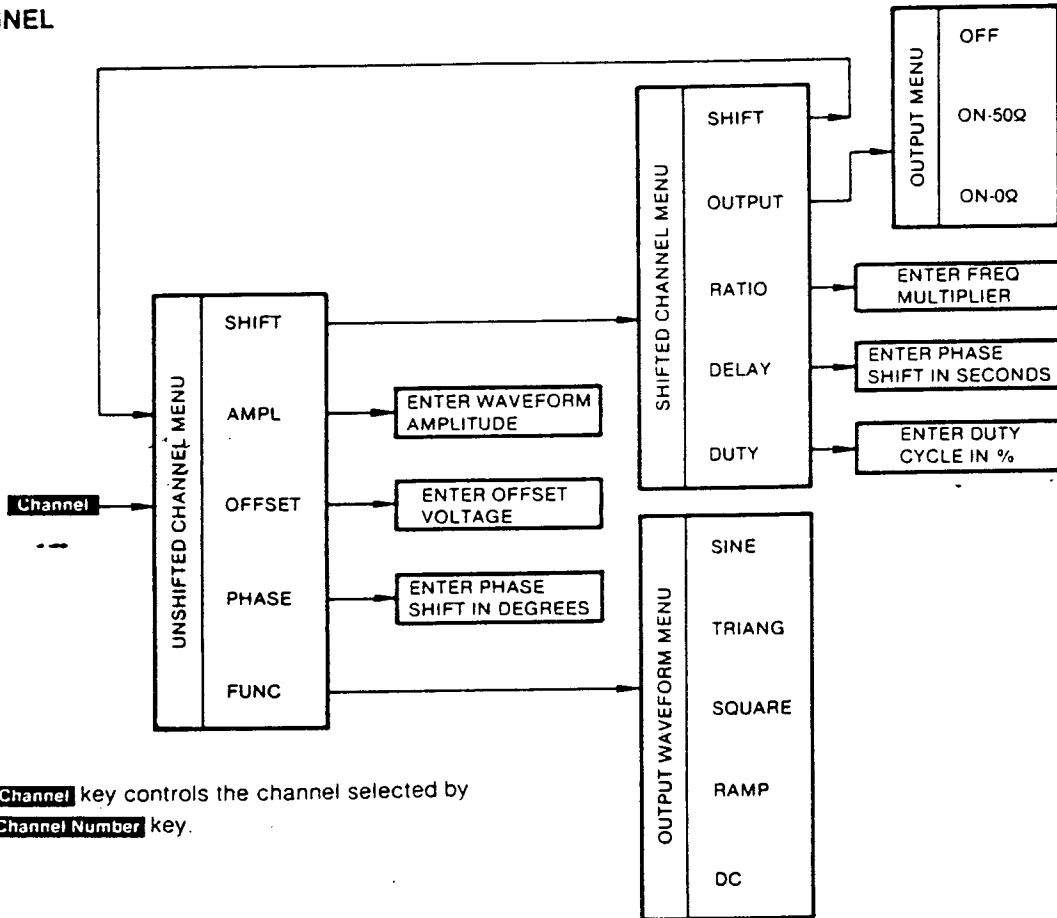 GNEL
OUTPUT MENU
OFF
ON-50Ω
ON-0Ω
SHIFTED CHANNEL MENU
SHIFT
OUTPUT
RATIO
DELAY
DUTY
ENTER FREQ
MULTIPLIER
ENTER PHASE
SHIFT IN SECONDS
ENTER DUTY
CYCLE IN %
Channel
UNSHIFTED CHANNEL MENU
SHIFT
AMPL
OFFSET
PHASE
FUNC
ENTER WAVEFORM
AMPLITUDE
ENTER OFFSET
VOLTAGE
ENTER PHASE
SHIFT IN DEGREES
OUTPUT WAVEFORM MENU
SINE
TRIANG
SQUARE
RAMP
DC
Channel key controls the channel selected by
Channel Number key.